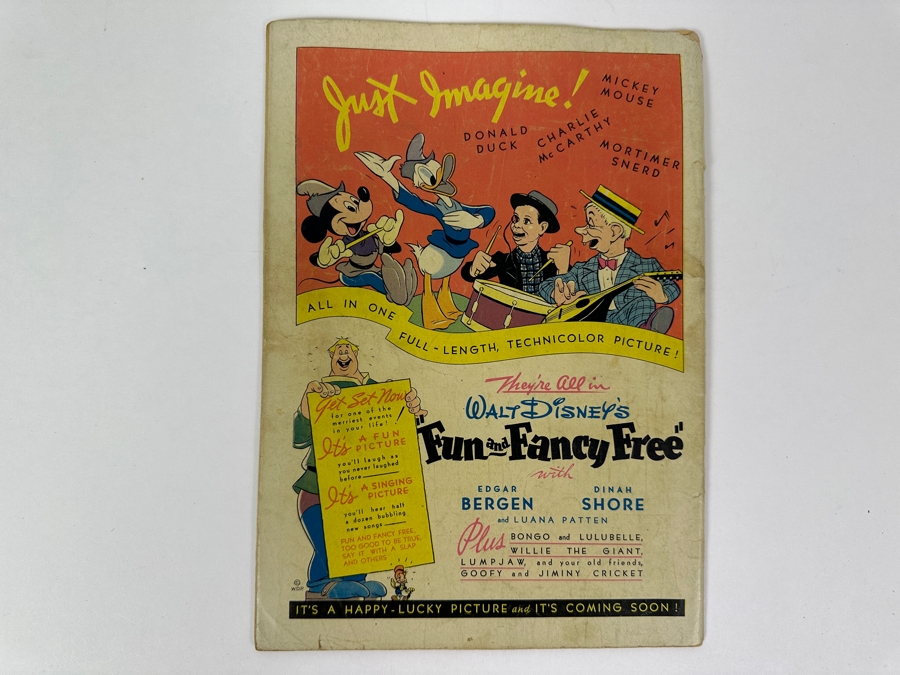 Just Imagine!
MICKEY
MOUSE
DONALD
DUCK
CHARLIE
McCARTHY
MORTIMER
SNERD
ALL IN ONE
FULL-LENGTH, TECHNICOLOR PICTURE!
Get Set Now
for one of the
merriest events
in your life!
It's A FUN
PICTURE
you'll laugh as
you never laughed
before
It's A SINGING
PICTURE
you'll hear half
a dozen bubbling
new songs
FUN AND FANCY FREE,
TOO GOOD TO BE TRUE,
SAY IT WITH A SLAP
AND OTHERS
They're All in
WALT DISNEY'S
"Fun and Fancy Free"
with
EDGAR
BERGEN
DINAH
SHORE
and LUANA PATTEN
Plus BONGO and LULUBELLE,
WILLIE THE GIANT,
LUMPJAW, and your old friends,
GOOFY and JIMINY CRICKET
©
W.D.P.
IT'S A HAPPY-LUCKY PICTURE and IT'S COMING SOON!